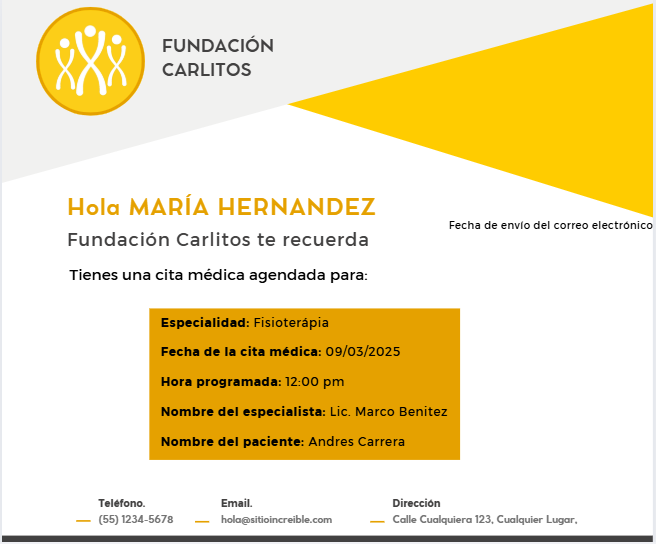 FUNDACIÓN
CARLITOS
Hola MARÍA HERNANDEZ
Fecha de envío del correo electrónico
Fundación Carlitos te recuerda
Tienes una cita médica agendada para:
Especialidad: Fisioterápia
Fecha de la cita médica: 09/03/2025
Hora programada: 12:00 pm
Nombre del especialista: Lic. Marco Benitez
Nombre del paciente: Andres Carrera
Teléfono.
(55) 1234-5678
Email.
hola@sitioincreible.com
Dirección
Calle Cualquiera 123, Cualquier Lugar,